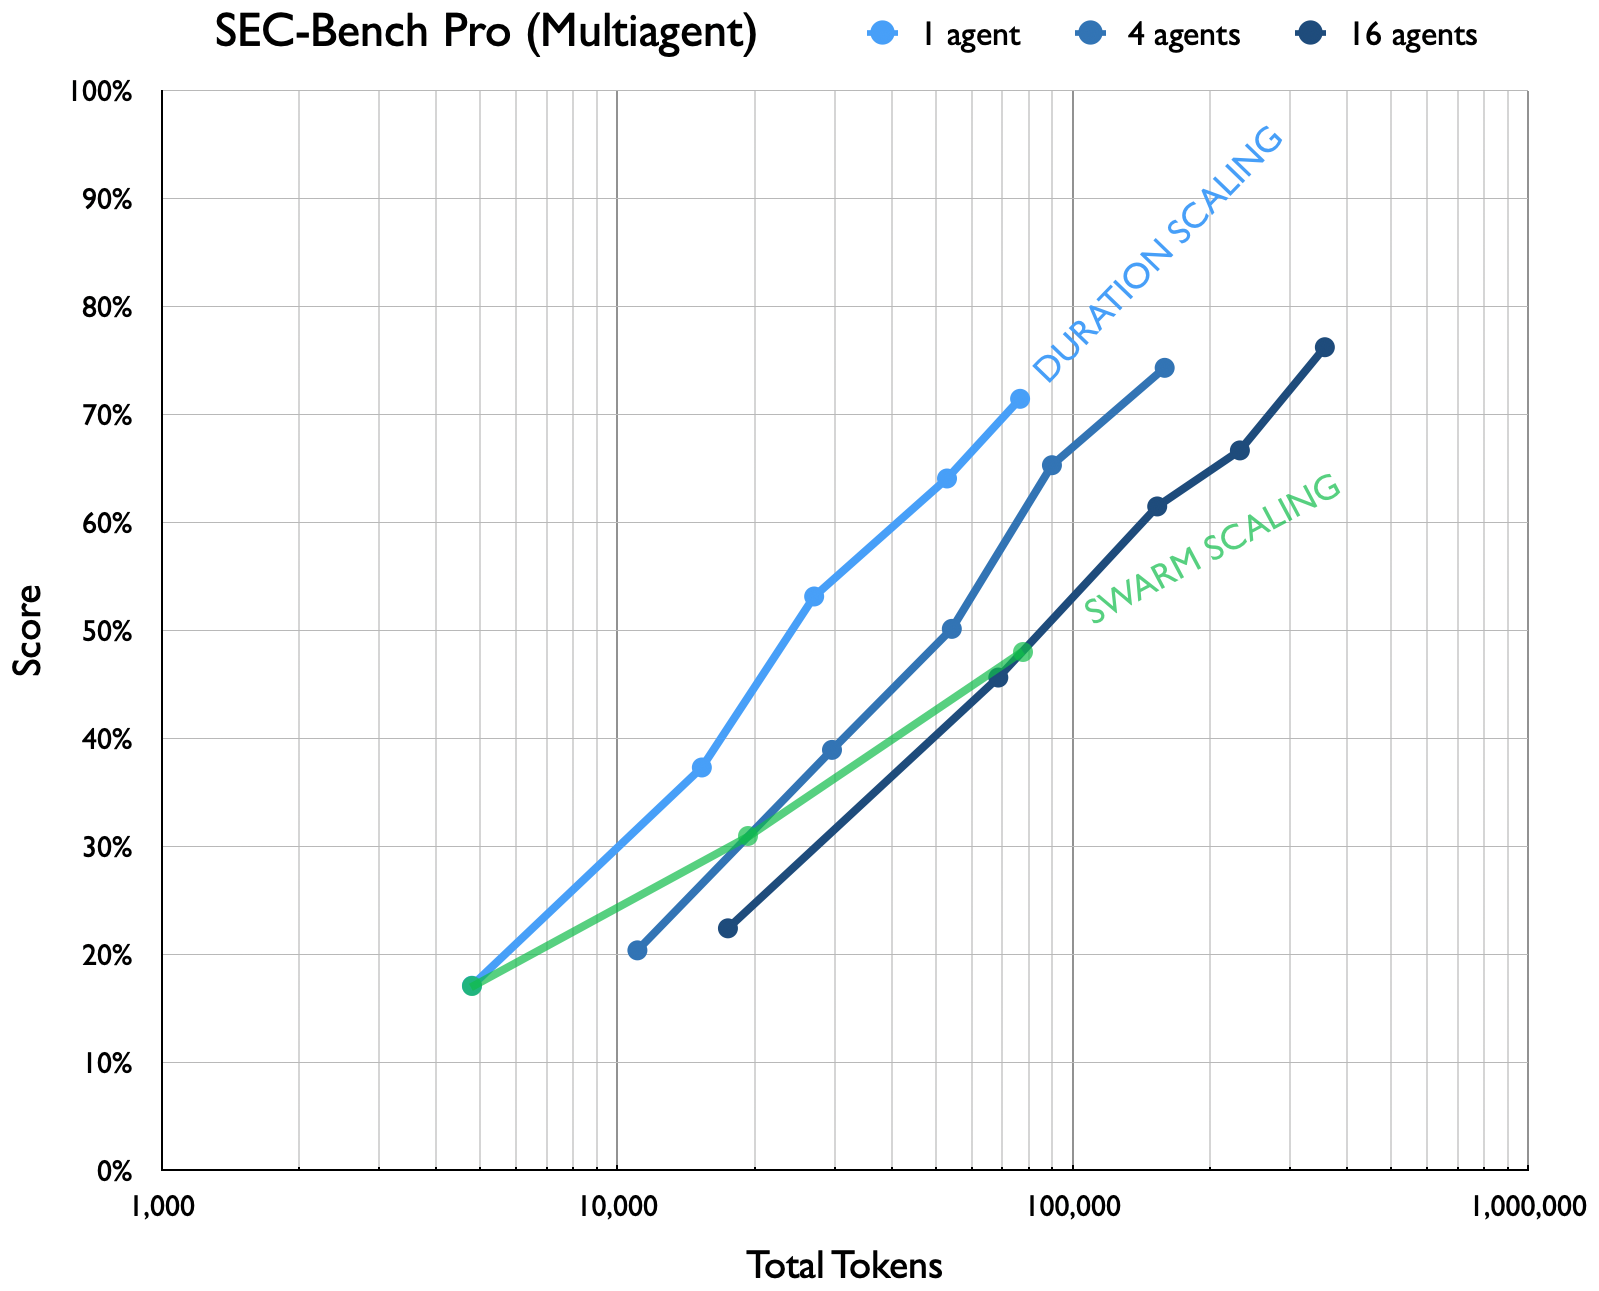 SEC-Bench Pro (Multiagent)
1 agent
4 agents
16 agents
100%
90%
80%
70%
60%
50%
40%
30%
20%
10%
0%
Score
DURATION SCALING
SWARM SCALING
1,000
10,000
100,000
1,000,000
Total Tokens